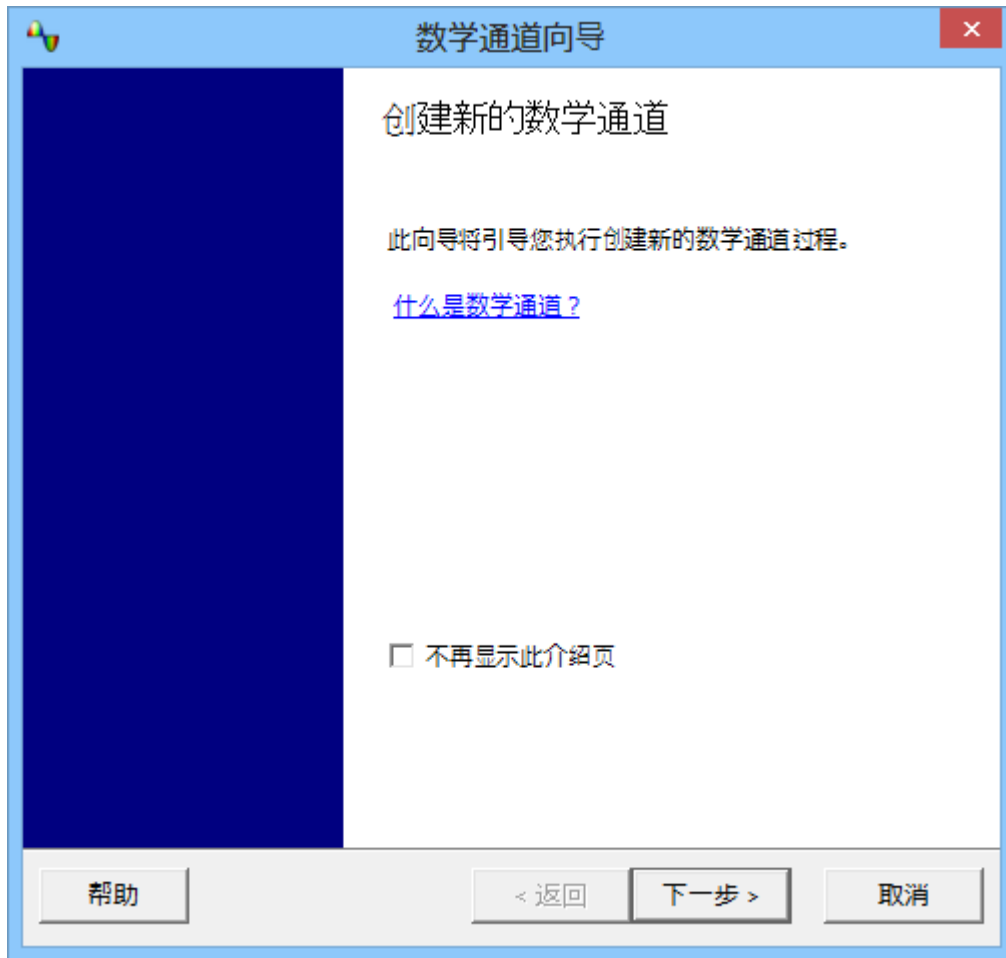 数学通道向导
创建新的数学通道
此向导将引导您执行创建新的数学通道过程。
什么是数学通道？
不再显示此介绍页
帮助
< 返回
下一步 >
取消